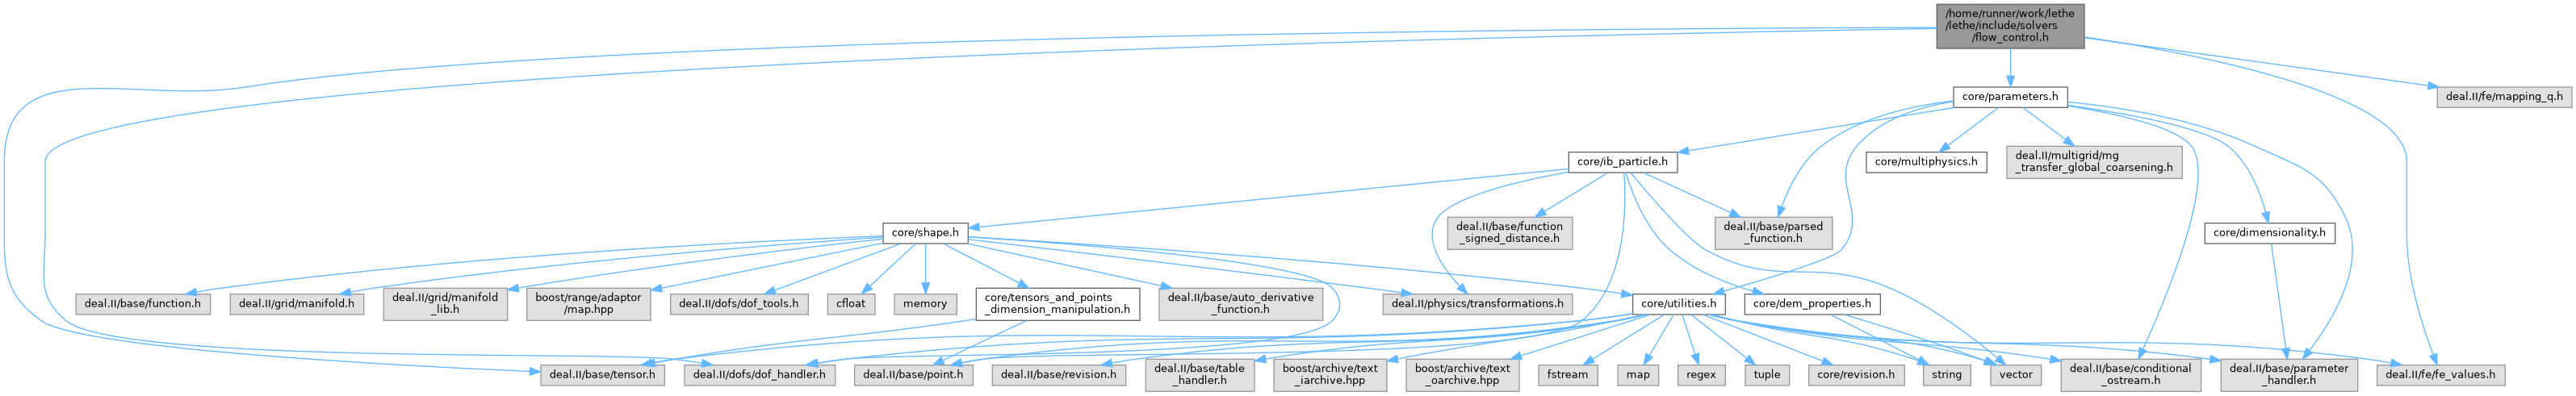 /home/runner/work/lethe
/lethe/include/solvers
/flow_control.h
core/parameters.h
deal.II/fe/mapping_q.h
core/ib_particle.h
core/multiphysics.h
deal.II/multigrid/mg
_transfer_global_coarsening.h
core/shape.h
deal.II/base/function
_signed_distance.h
deal.II/base/parsed
_function.h
core/dimensionality.h
deal.II/base/function.h
deal.II/grid/manifold.h
deal.II/grid/manifold
_lib.h
boost/range/adaptor
/map.hpp
deal.II/dofs/dof_tools.h
cfloat
memory
core/tensors_and_points
_dimension_manipulation.h
deal.II/base/auto_derivative
_function.h
deal.II/physics/transformations.h
core/utilities.h
core/dem_properties.h
deal.II/base/tensor.h
deal.II/dofs/dof_handler.h
deal.II/base/point.h
deal.II/base/revision.h
deal.II/base/table
_handler.h
boost/archive/text
_iarchive.hpp
boost/archive/text
_oarchive.hpp
fstream
map
regex
tuple
core/revision.h
string
vector
deal.II/base/conditional
_ostream.h
deal.II/base/parameter
_handler.h
deal.II/fe/fe_values.h